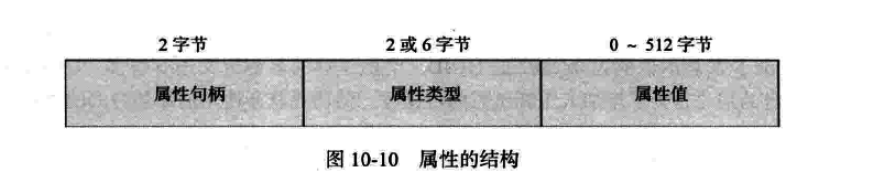 2字节 2或6字节 0 ~ 512字节
属性句柄 属性类型 属性值
图 10-10 属性的结构